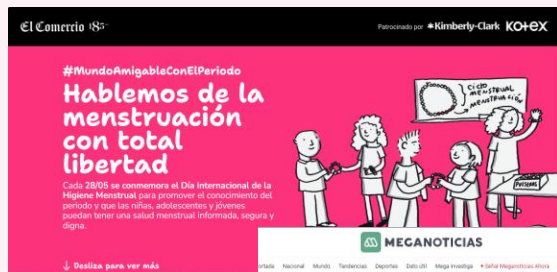 El Comercio 185
Patrocinado por Kimberly-Clark Kotex
#MundoAmigableConElPeriodo
Hablemos de la
menstruación
con total
libertad
Cada 28/05 se conmemora el Día Internacional de la
Higiene Menstrual para promover el conocimiento del
periodo y que las niñas, adolescentes y jóvenes
puedan tener una salud menstrual informada, segura y
digna.
↓ Desliza para ver más
CICLO
MENSTRUAL
MENSTRUACIÓN
MEGANOTICIAS
ortada Nacional Mundo Tendencias Deportes Dato útil Mega investiga Señal Meganoticias Ahora